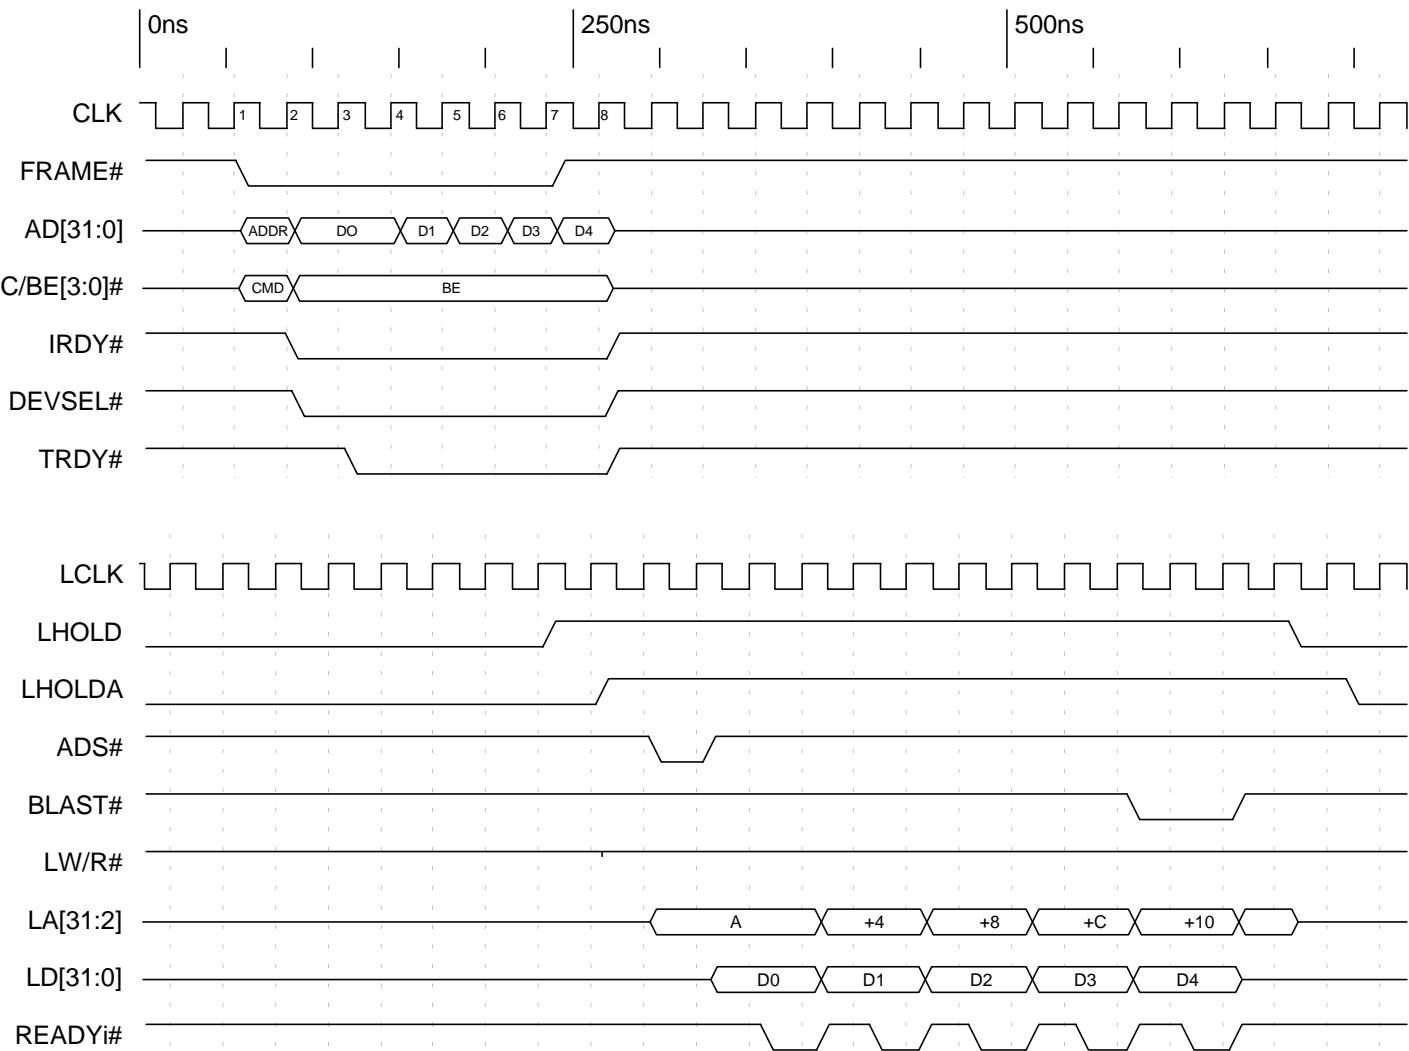 0ns 250ns 500ns
CLK 1 2 3 4 5 6 7 8
FRAME#
AD[31:0] ADDR DO D1 D2 D3 D4
C/BE[3:0]# CMD BE
IRDY#
DEVSEL#
TRDY#
LCLK
LHOLD
LHOLDA
ADS#
BLAST#
LW/R#
LA[31:2] A +4 +8 +C +10
LD[31:0] D0 D1 D2 D3 D4
READYi#